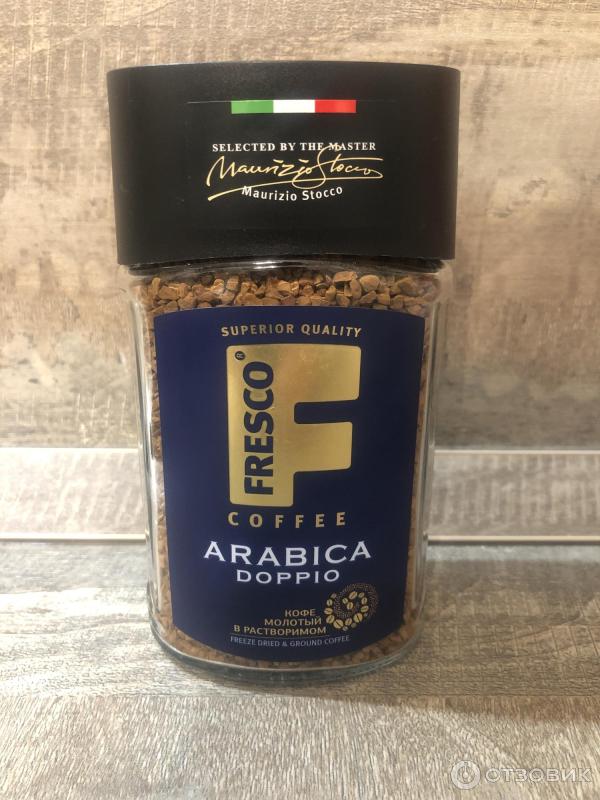 SELECTED BY THE MASTER
Maurizio Stocco
Maurizio Stocco
SUPERIOR QUALITY
FRESCO®
F
COFFEE
ARABICA
DOPPIO
КОФЕ
МОЛОТЫЙ
В РАСТВОРИМОМ
FREEZE DRIED & GROUND COFFEE
ОТЗОВИК